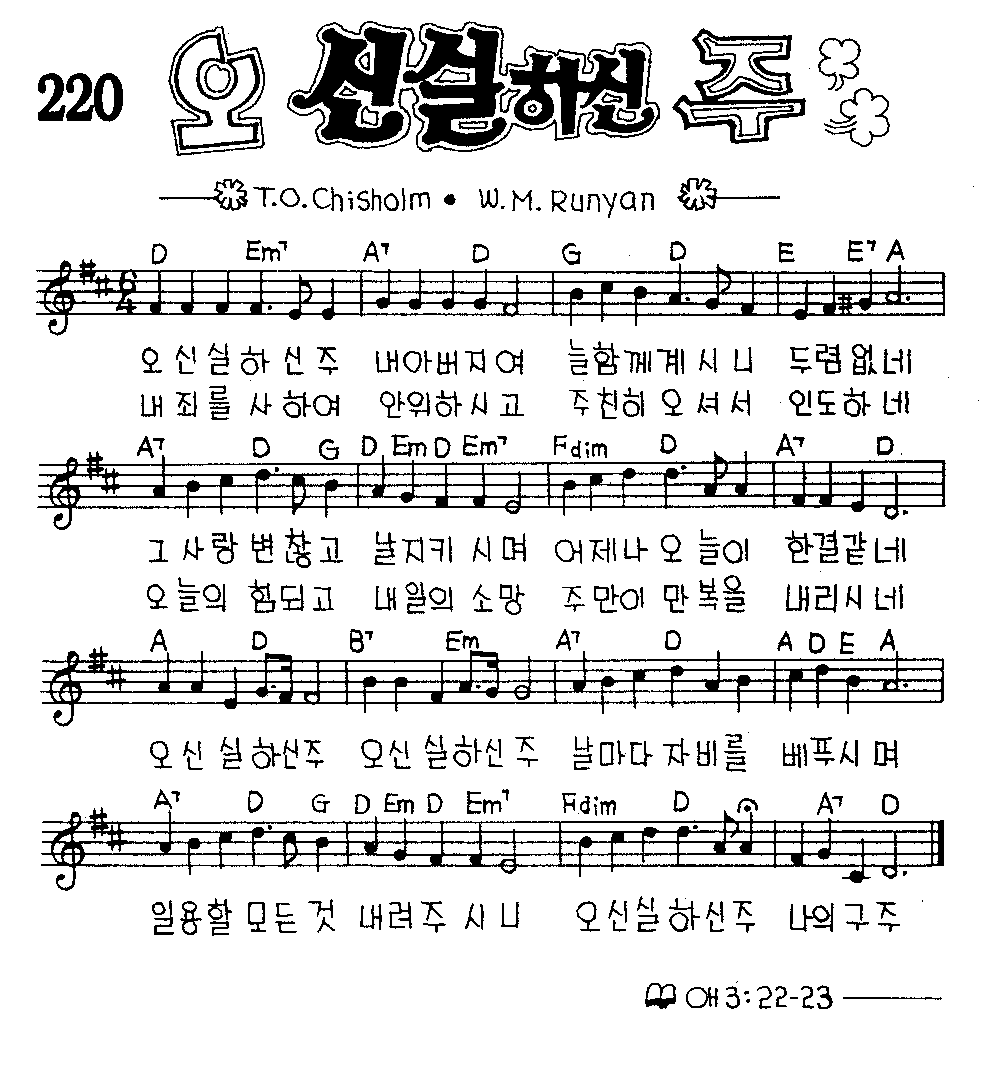 220 오 신실하신 주
T.O.Chisholm • W.M.Runyan
D Em7 A7 D G D E E7 A
오 신 실 하 신 주 내 아 버 지 여 늘 함 께 계 시 니 두 렴 없 네
내 죄 를 사 하 여 안 위 하 시 고 주 친 히 오 셔 서 인 도 하 네
A7 D G D Em D Em7 Fdim D A7 D
그 사 랑 변 찮 고 날 지 키 시 며 어 제 나 오 늘 이 한 결 같 네
오 늘 의 힘 되 고 내 일 의 소 망 주 만 이 만 복 을 내 리 시 네
A D B7 Em A7 D A D E A
오 신 실 하 신 주 오 신 실 하 신 주 날 마 다 자 비 를 베 푸 시 며
A7 D G D Em D Em7 Fdim D A7 D
일 용 할 모 든 것 내 려 주 시 니 오 신 실 하 신 주 나 의 구 주
애 3:22-23